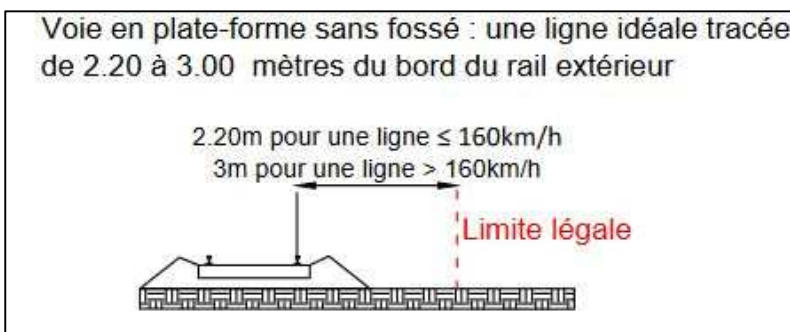 Voie en plate-forme sans fossé : une ligne idéale tracée
de 2.20 à 3.00 mètres du bord du rail extérieur
2.20m pour une ligne ≤ 160km/h
3m pour une ligne > 160km/h
Limite légale